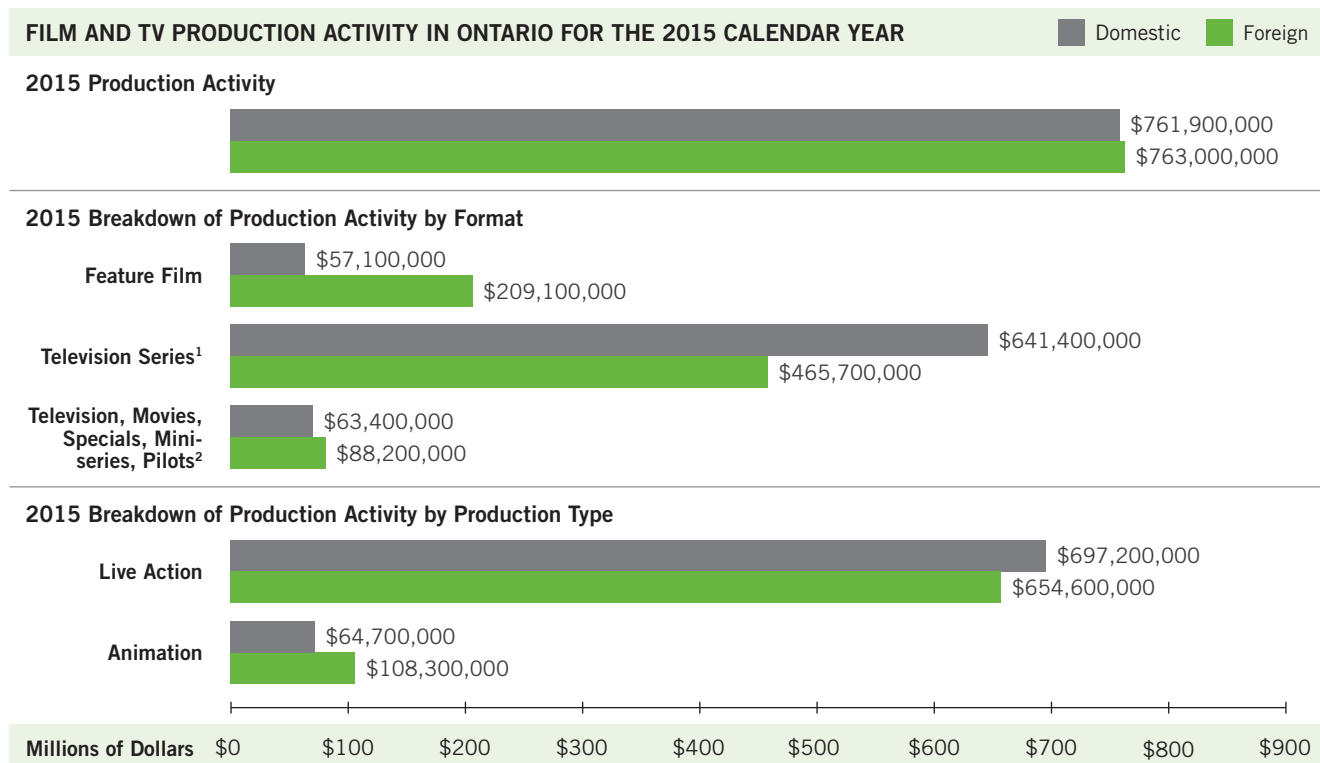 FILM AND TV PRODUCTION ACTIVITY IN ONTARIO FOR THE 2015 CALENDAR YEAR Domestic Foreign
2015 Production Activity
$761,900,000
$763,000,000
2015 Breakdown of Production Activity by Format
Feature Film
$57,100,000
$209,100,000
Television Series¹
$641,400,000
$465,700,000
Television, Movies,
Specials, Mini-
series, Pilots²
$63,400,000
$88,200,000
2015 Breakdown of Production Activity by Production Type
Live Action
$697,200,000
$654,600,000
Animation
$64,700,000
$108,300,000
Millions of Dollars $0 $100 $200 $300 $400 $500 $600 $700 $800 $900